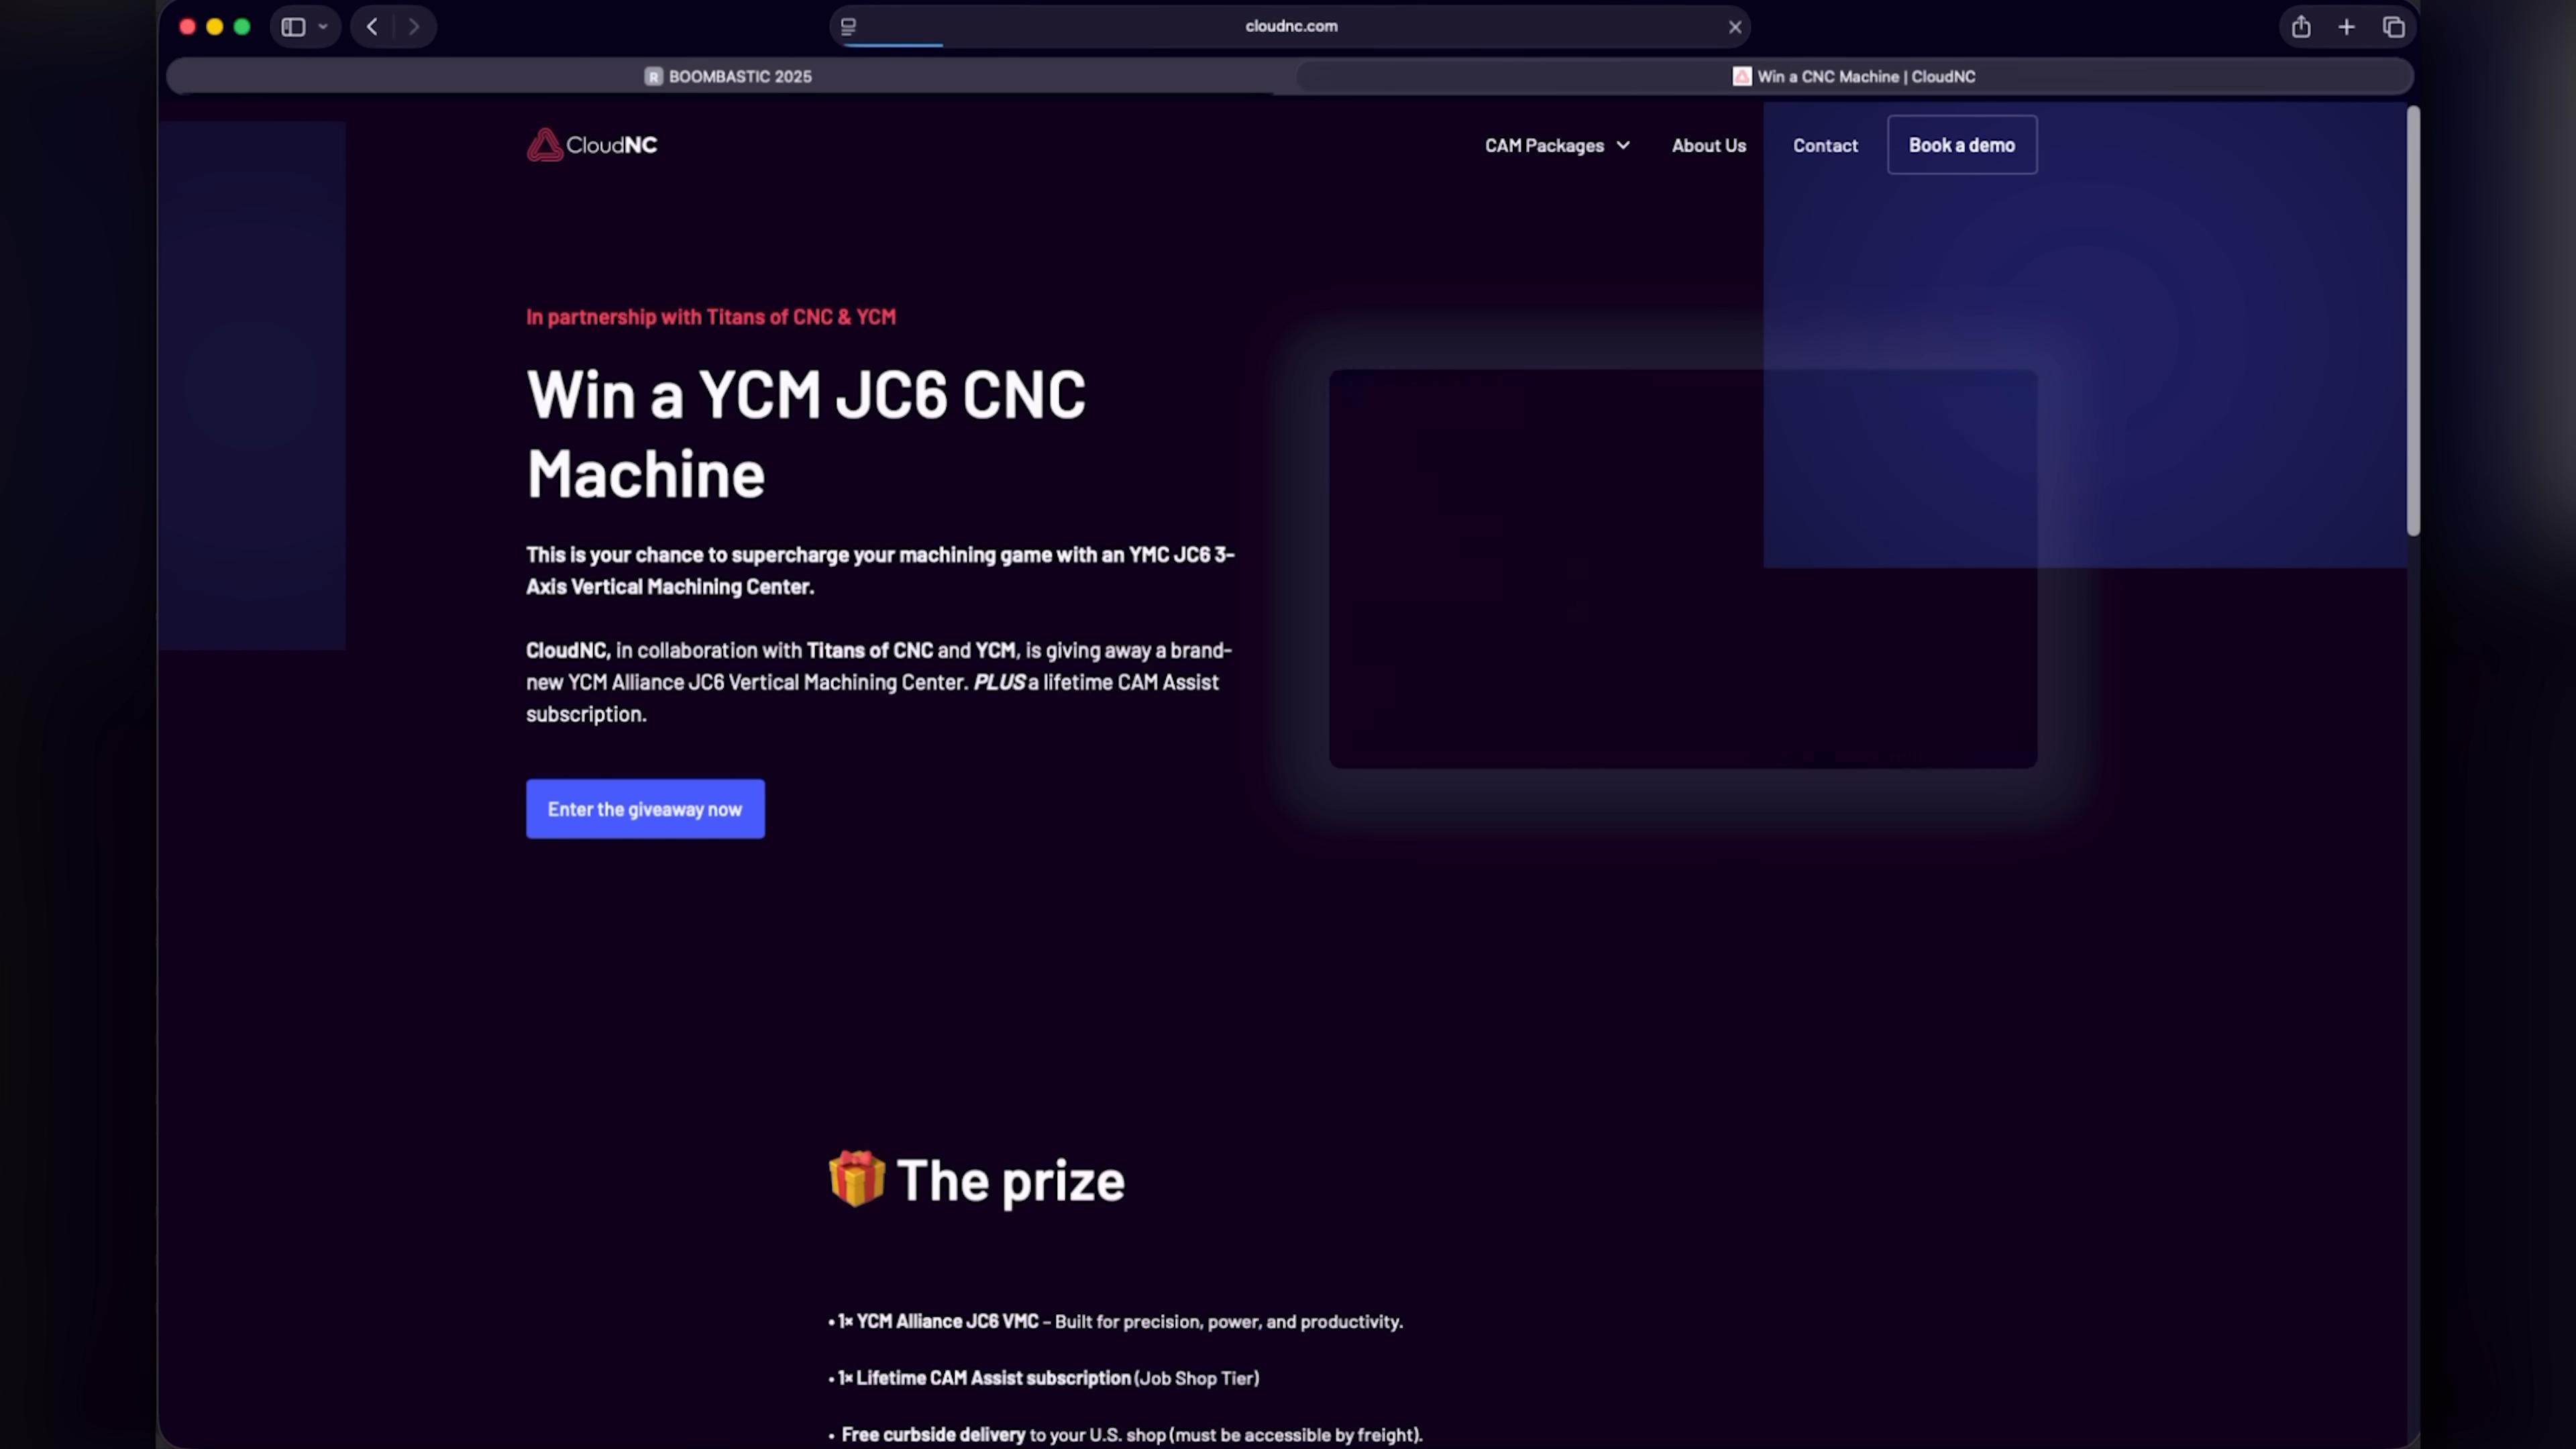 cloudnc.com
R BOOMBASTIC 2025
Win a CNC Machine | CloudNC
CloudNC
CAM Packages
About Us
Contact
Book a demo
In partnership with Titans of CNC & YCM
Win a YCM JC6 CNC
Machine
This is your chance to supercharge your machining game with an YMC JC6 3-
Axis Vertical Machining Center.
CloudNC, in collaboration with Titans of CNC and YCM, is giving away a brand-
new YCM Alliance JC6 Vertical Machining Center. PLUS a lifetime CAM Assist
subscription.
Enter the giveaway now
🎁 The prize
• 1× YCM Alliance JC6 VMC – Built for precision, power, and productivity.
• 1× Lifetime CAM Assist subscription (Job Shop Tier)
• Free curbside delivery to your U.S. shop (must be accessible by freight).